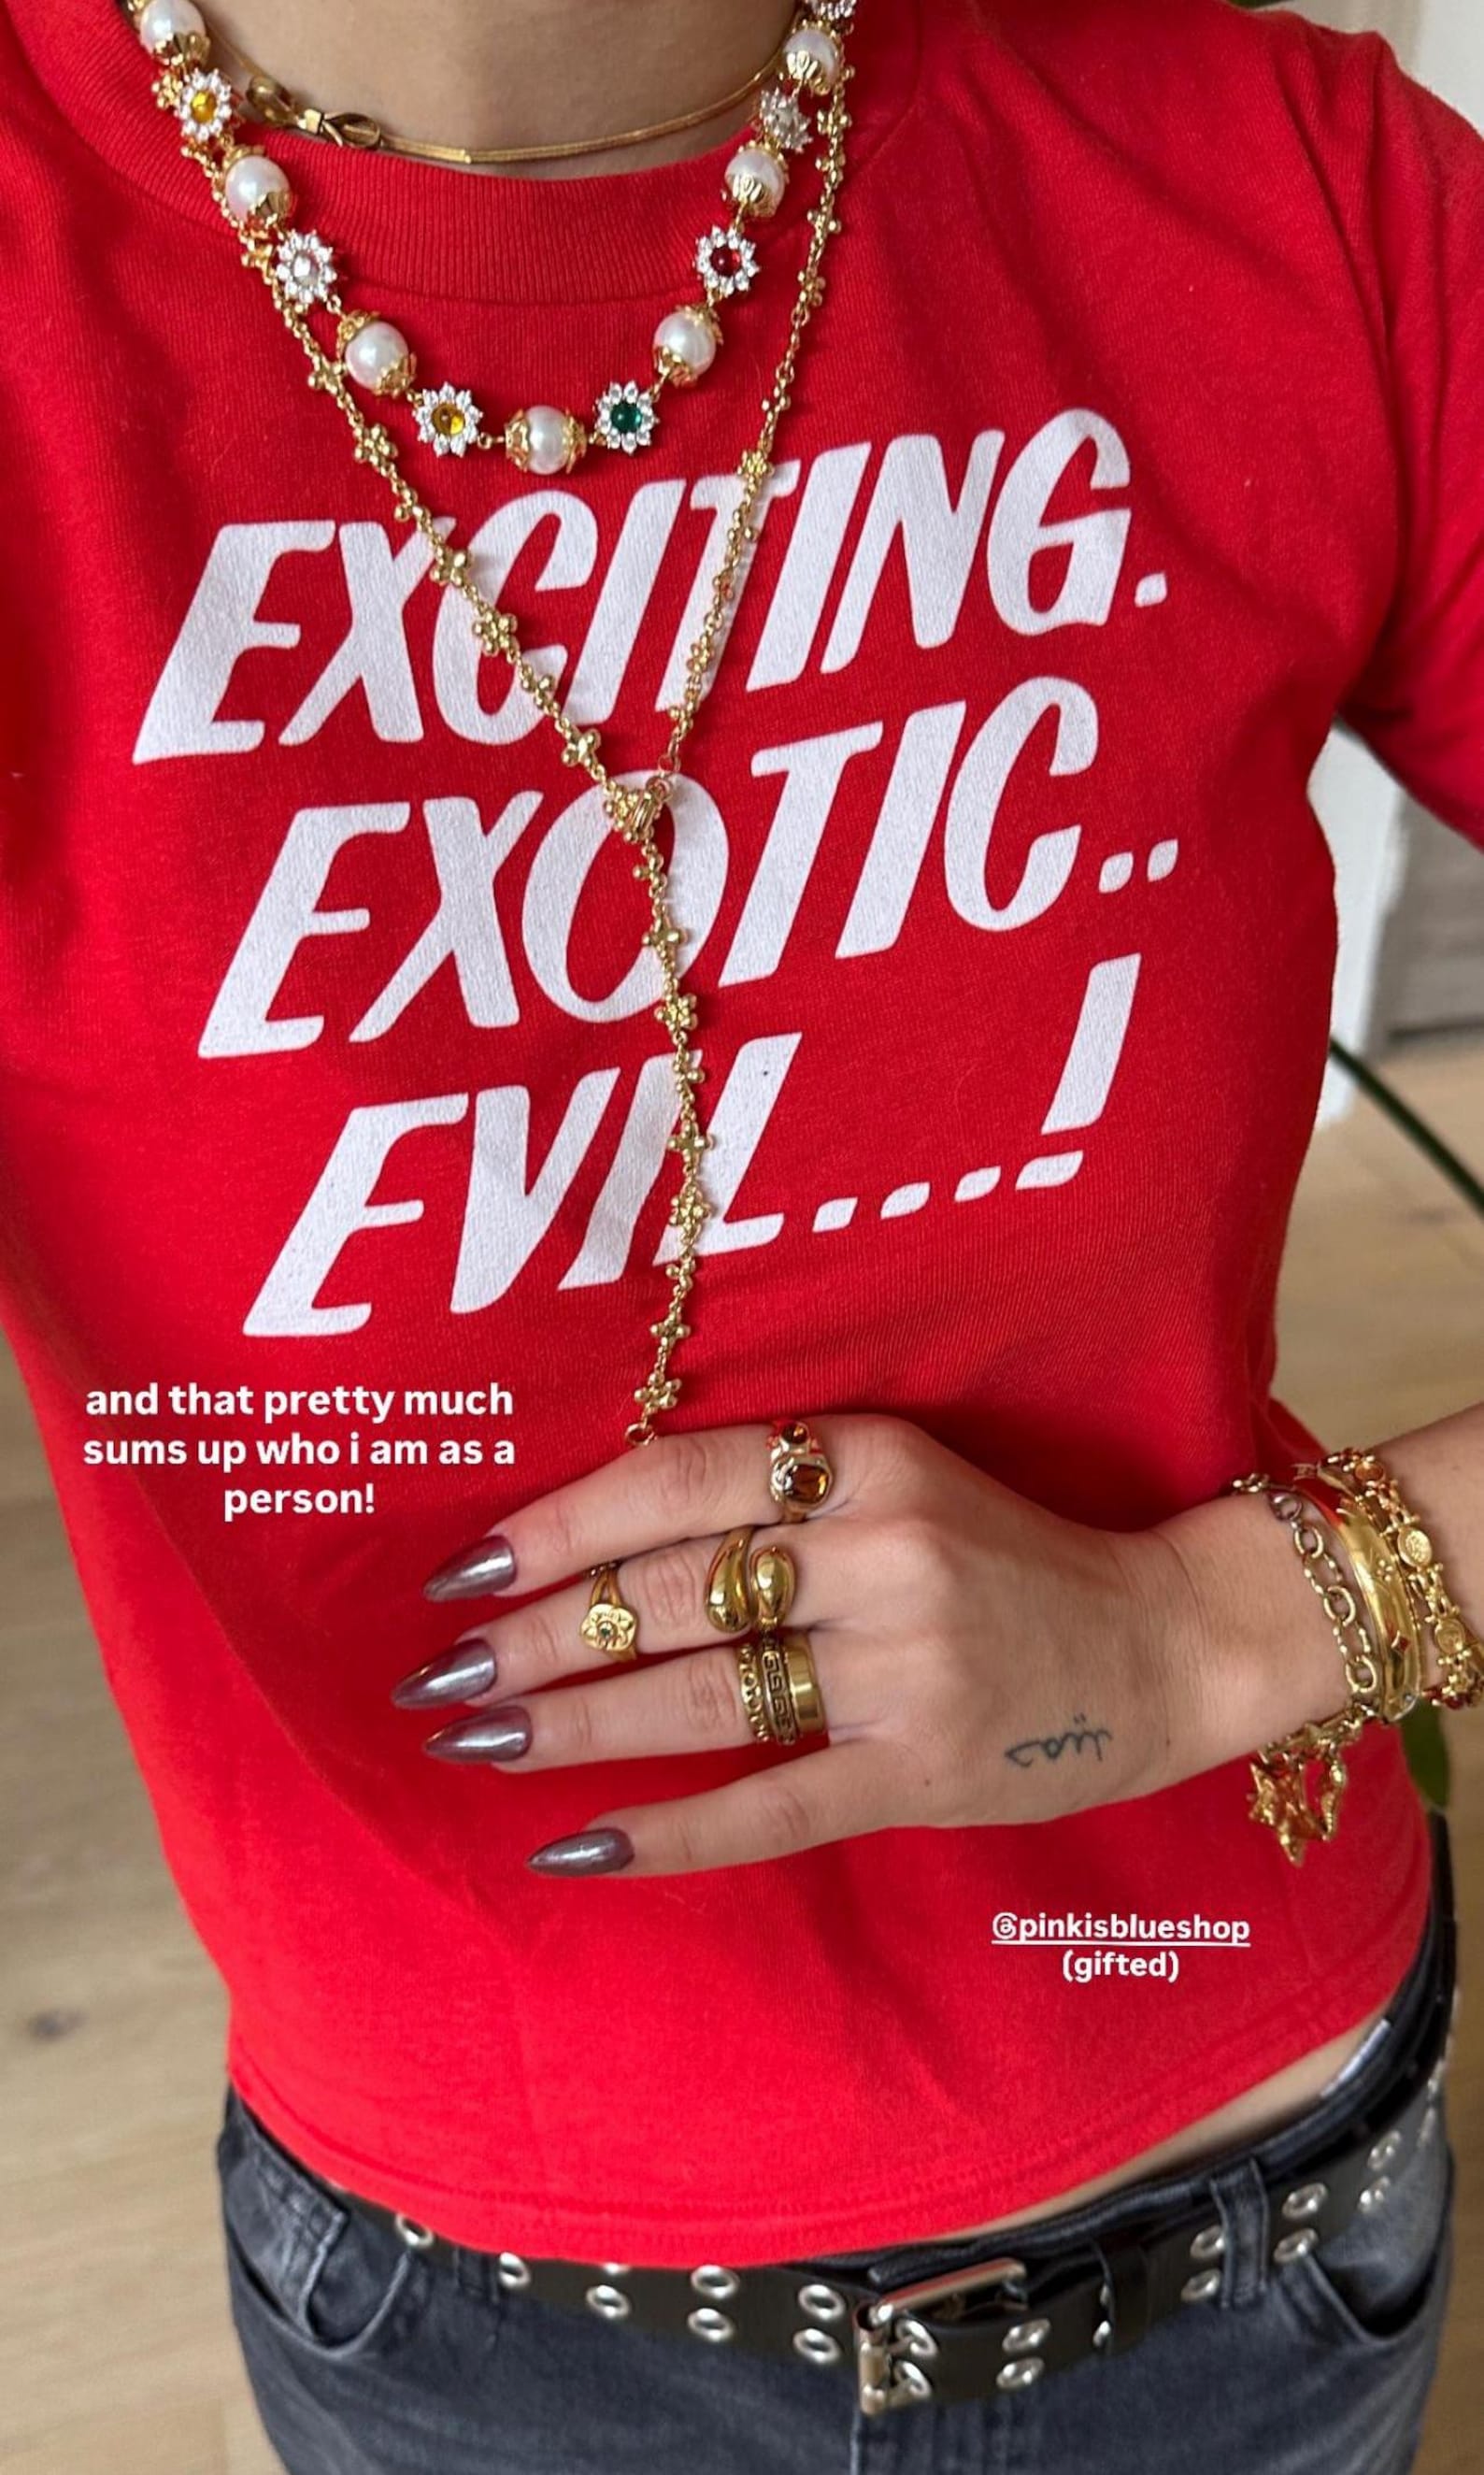 EXCITING.
EXOTIC..
EVIL...!
and that pretty much
sums up who i am as a
person!
@pinkisblueshop
(gifted)